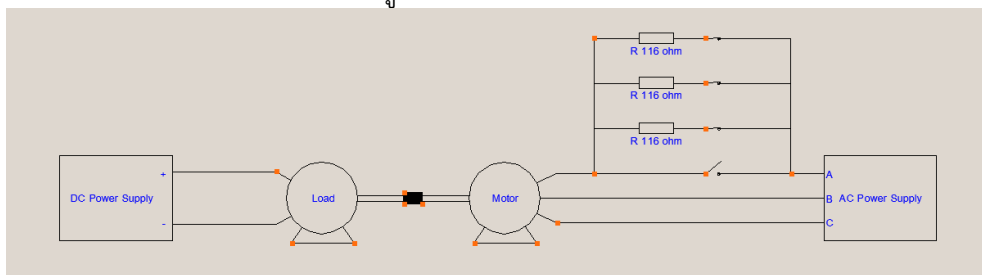 R 116 ohm
R 116 ohm
R 116 ohm
+
-
DC Power Supply
Load
Motor
A
B
C
AC Power Supply